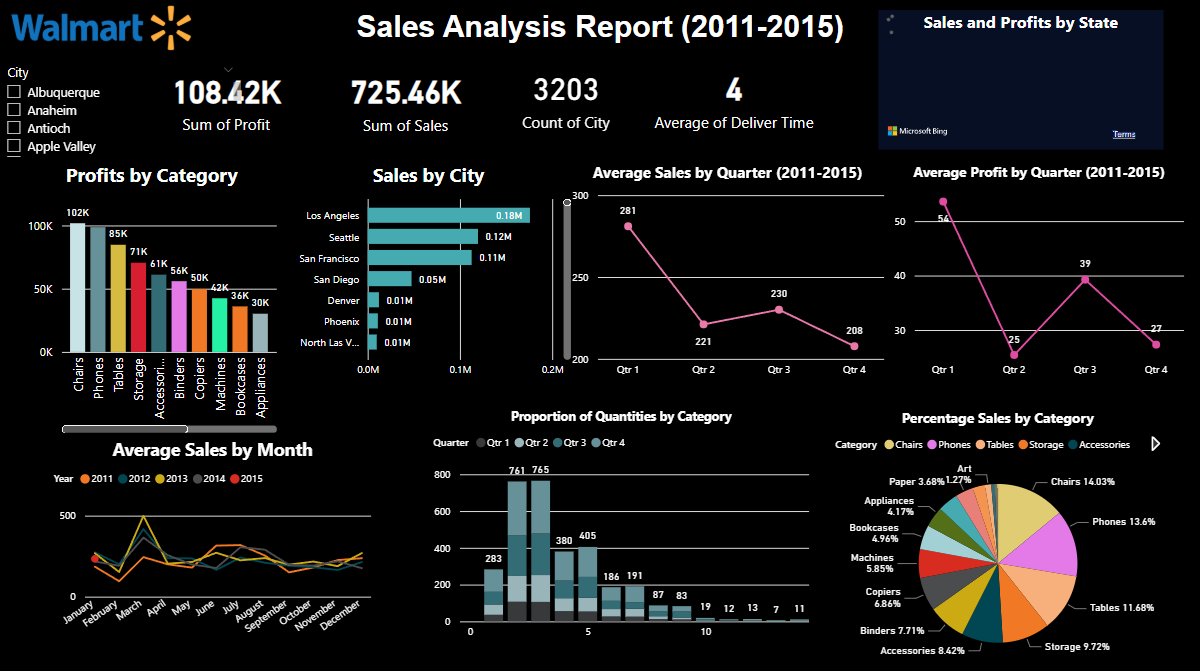 Walmart
Sales Analysis Report (2011-2015)
Sales and Profits by State
Microsoft Bing
Terms
City
Albuquerque
Anaheim
Antioch
Apple Valley
108.42K
Sum of Profit
725.46K
Sum of Sales
3203
Count of City
4
Average of Deliver Time
Profits by Category
100K
50K
0K
102K
85K
71K
61K
56K
50K
42K
36K
30K
Chairs
Phones
Tables
Storage
Accessori...
Binders
Copiers
Machines
Bookcases
Appliances
Sales by City
Los Angeles 0.18M
Seattle 0.12M
San Francisco 0.11M
San Diego 0.05M
Denver 0.01M
Phoenix 0.01M
North Las V... 0.01M
0.0M 0.1M 0.2M
Average Sales by Quarter (2011-2015)
300
250
200
281
221
230
208
Qtr 1 Qtr 2 Qtr 3 Qtr 4
Average Profit by Quarter (2011-2015)
50
40
30
54
25
39
27
Qtr 1 Qtr 2 Qtr 3 Qtr 4
Average Sales by Month
Year 2011 2012 2013 2014 2015
500
0
January
February
March
April
May
June
July
August
September
October
November
December
Proportion of Quantities by Category
Quarter Qtr 1 Qtr 2 Qtr 3 Qtr 4
800
600
400
200
0
283
761
765
380
405
186
191
87
83
19
12
13
7
11
0 5 10
Percentage Sales by Category
Category Chairs Phones Tables Storage Accessories
Chairs 14.03%
Phones 13.6%
Tables 11.68%
Storage 9.72%
Accessories 8.42%
Binders 7.71%
Copiers
6.86%
Machines
5.85%
Bookcases
4.96%
Appliances
4.17%
Paper 3.68%
Art
1.27%